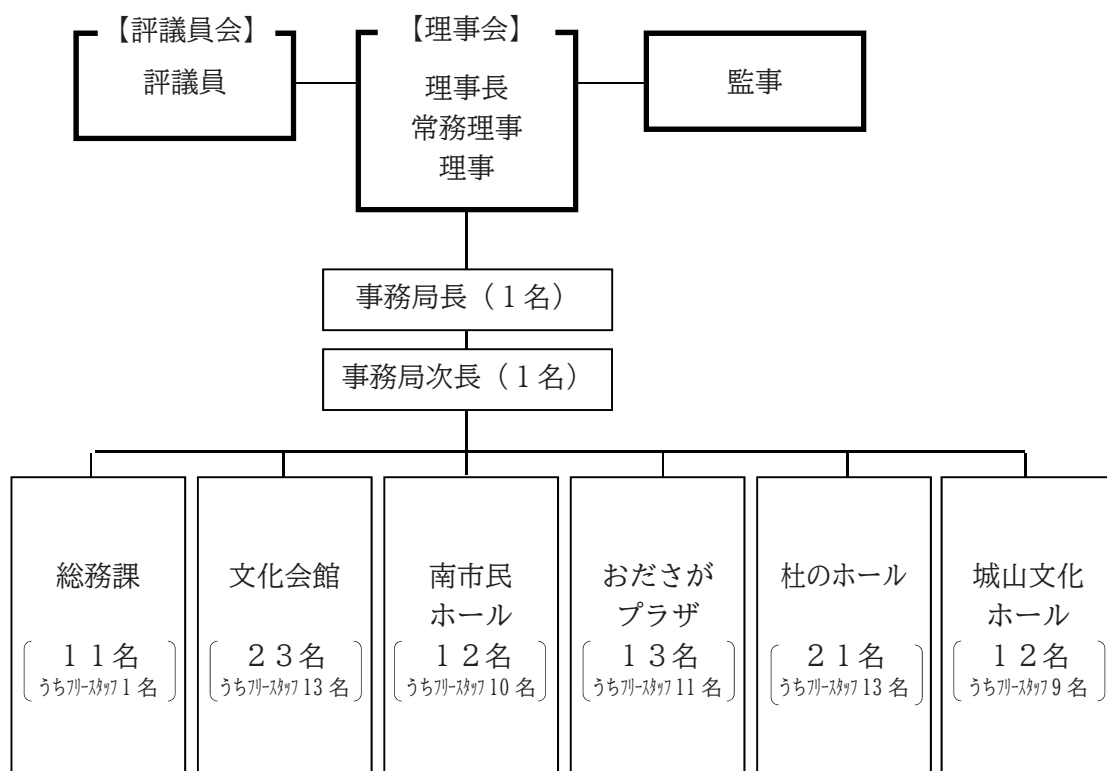 【評議員会】
評議員
【理事会】
理事長
常務理事
理事
監事
事務局長(1名)
事務局次長(1名)
総務課
11名
うちフリースタッフ1名
文化会館
23名
うちフリースタッフ13名
南市民
ホール
12名
うちフリースタッフ10名
おださが
プラザ
13名
うちフリースタッフ11名
杜のホール
21名
うちフリースタッフ13名
城山文化
ホール
12名
うちフリースタッフ9名